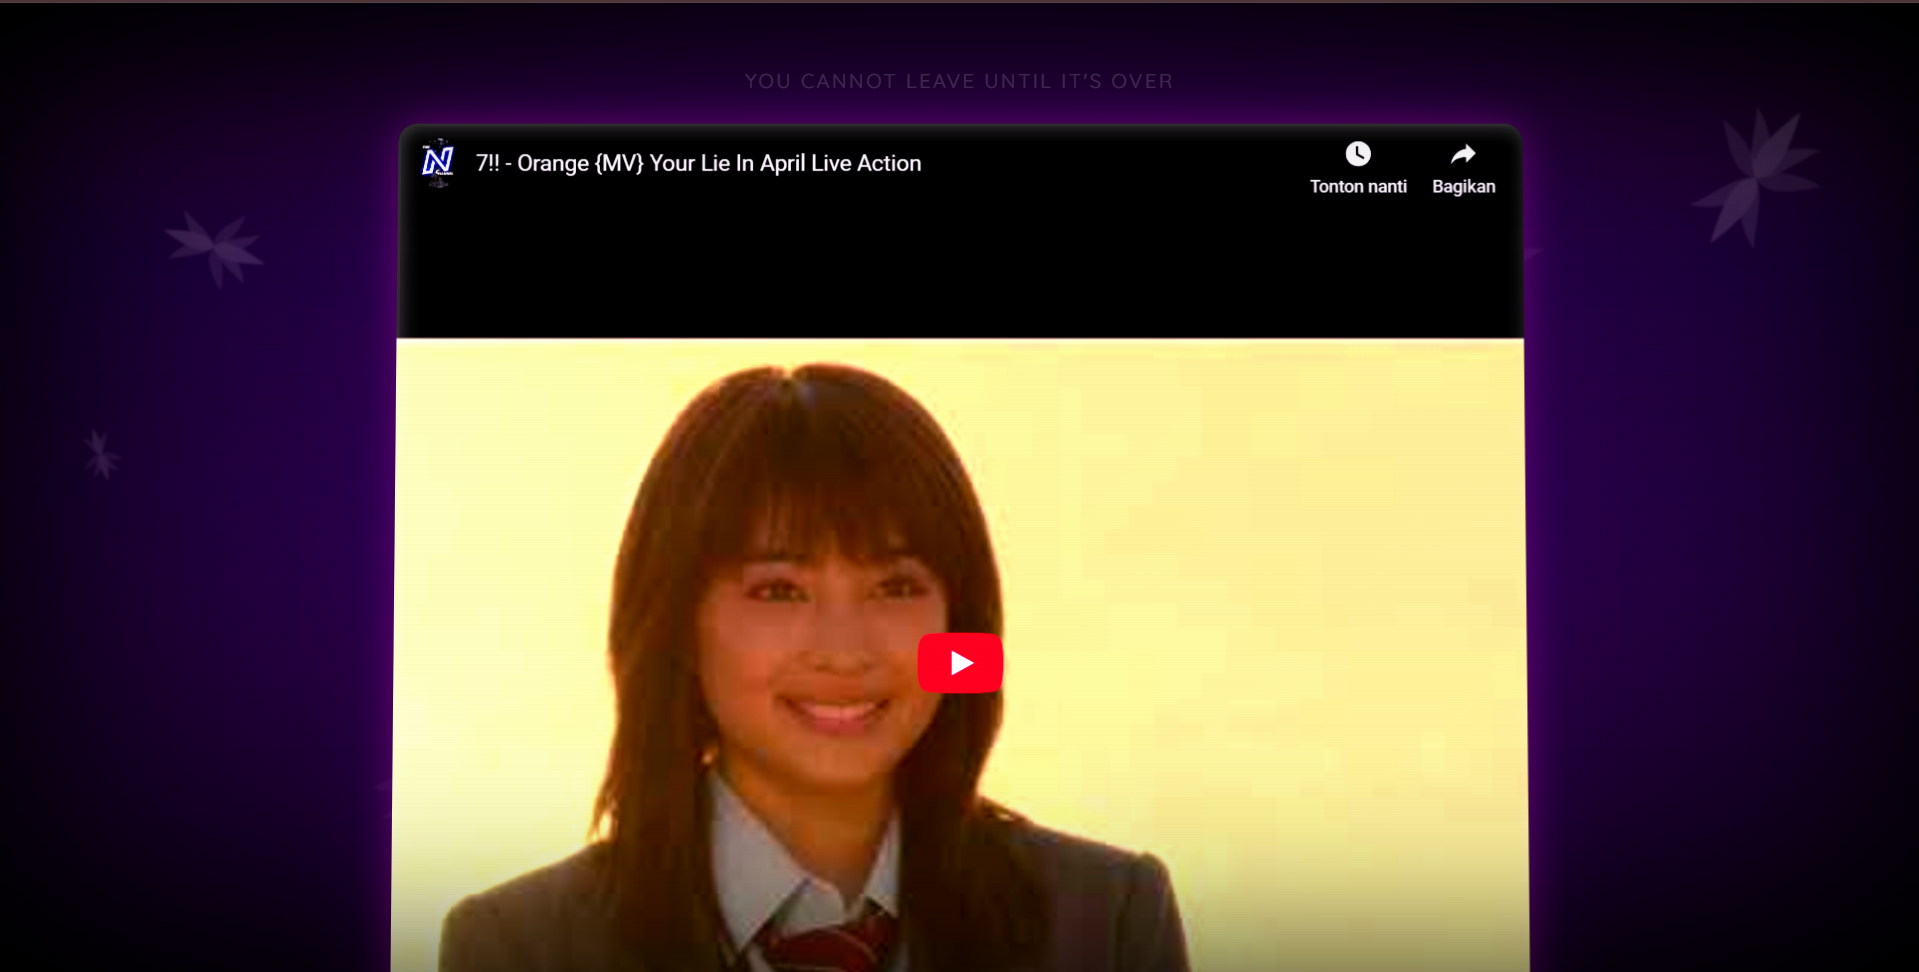 YOU CANNOT LEAVE UNTIL IT'S OVER
7!! - Orange {MV} Your Lie In April Live Action
Tonton nanti
Bagikan